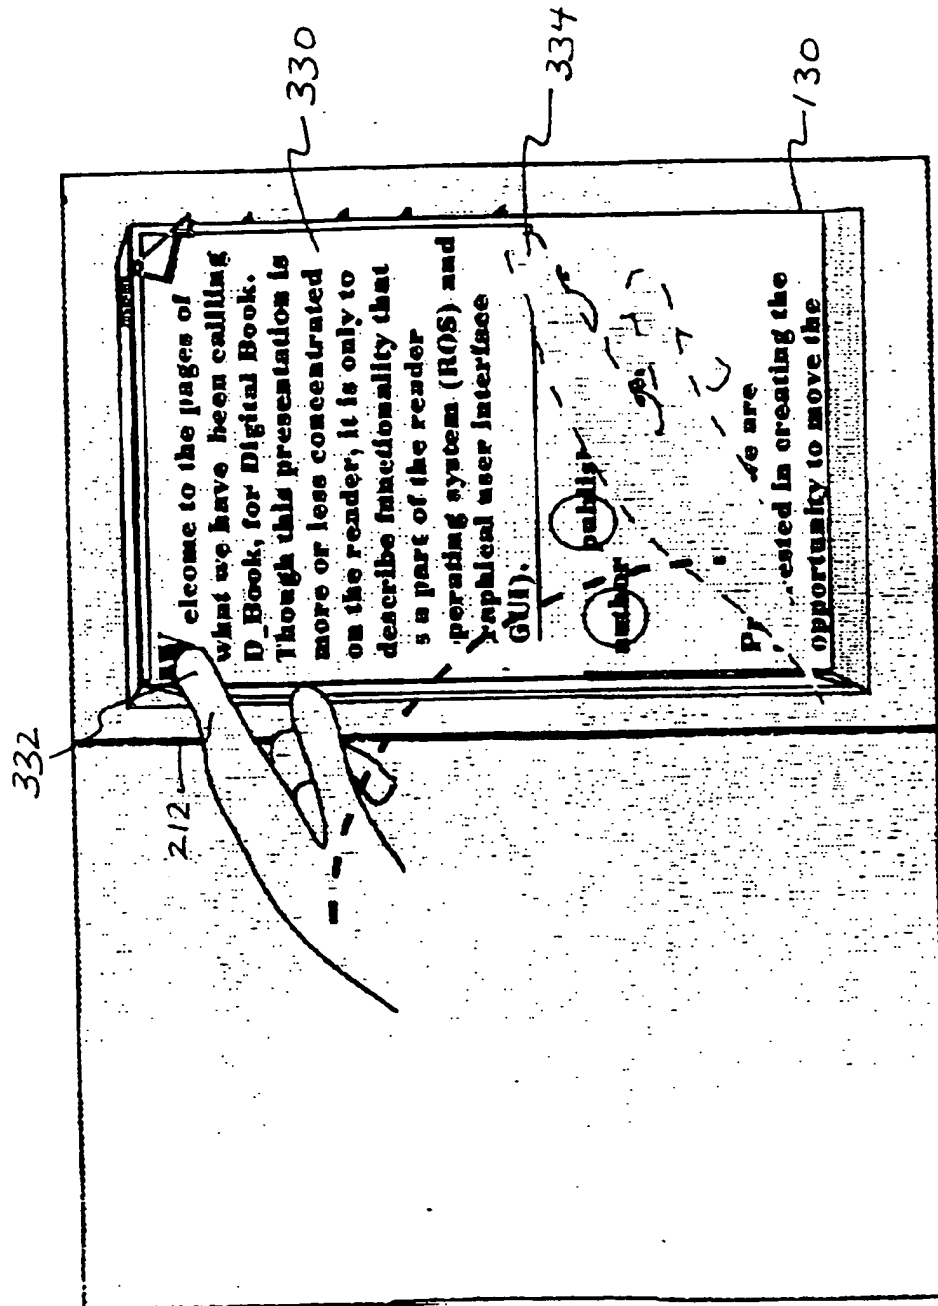 330
334
130
332
212
elcome to the pages of
what we have been calling
D_Book, for Digital Book.
Though this presentation is
more or less concentrated
on the reader, it is only to
describe functionality that
s a part of the reader
perating system (ROS) and
raphical user interface
GUI).
author publish
We are
ested in creating the
opportunity to move the